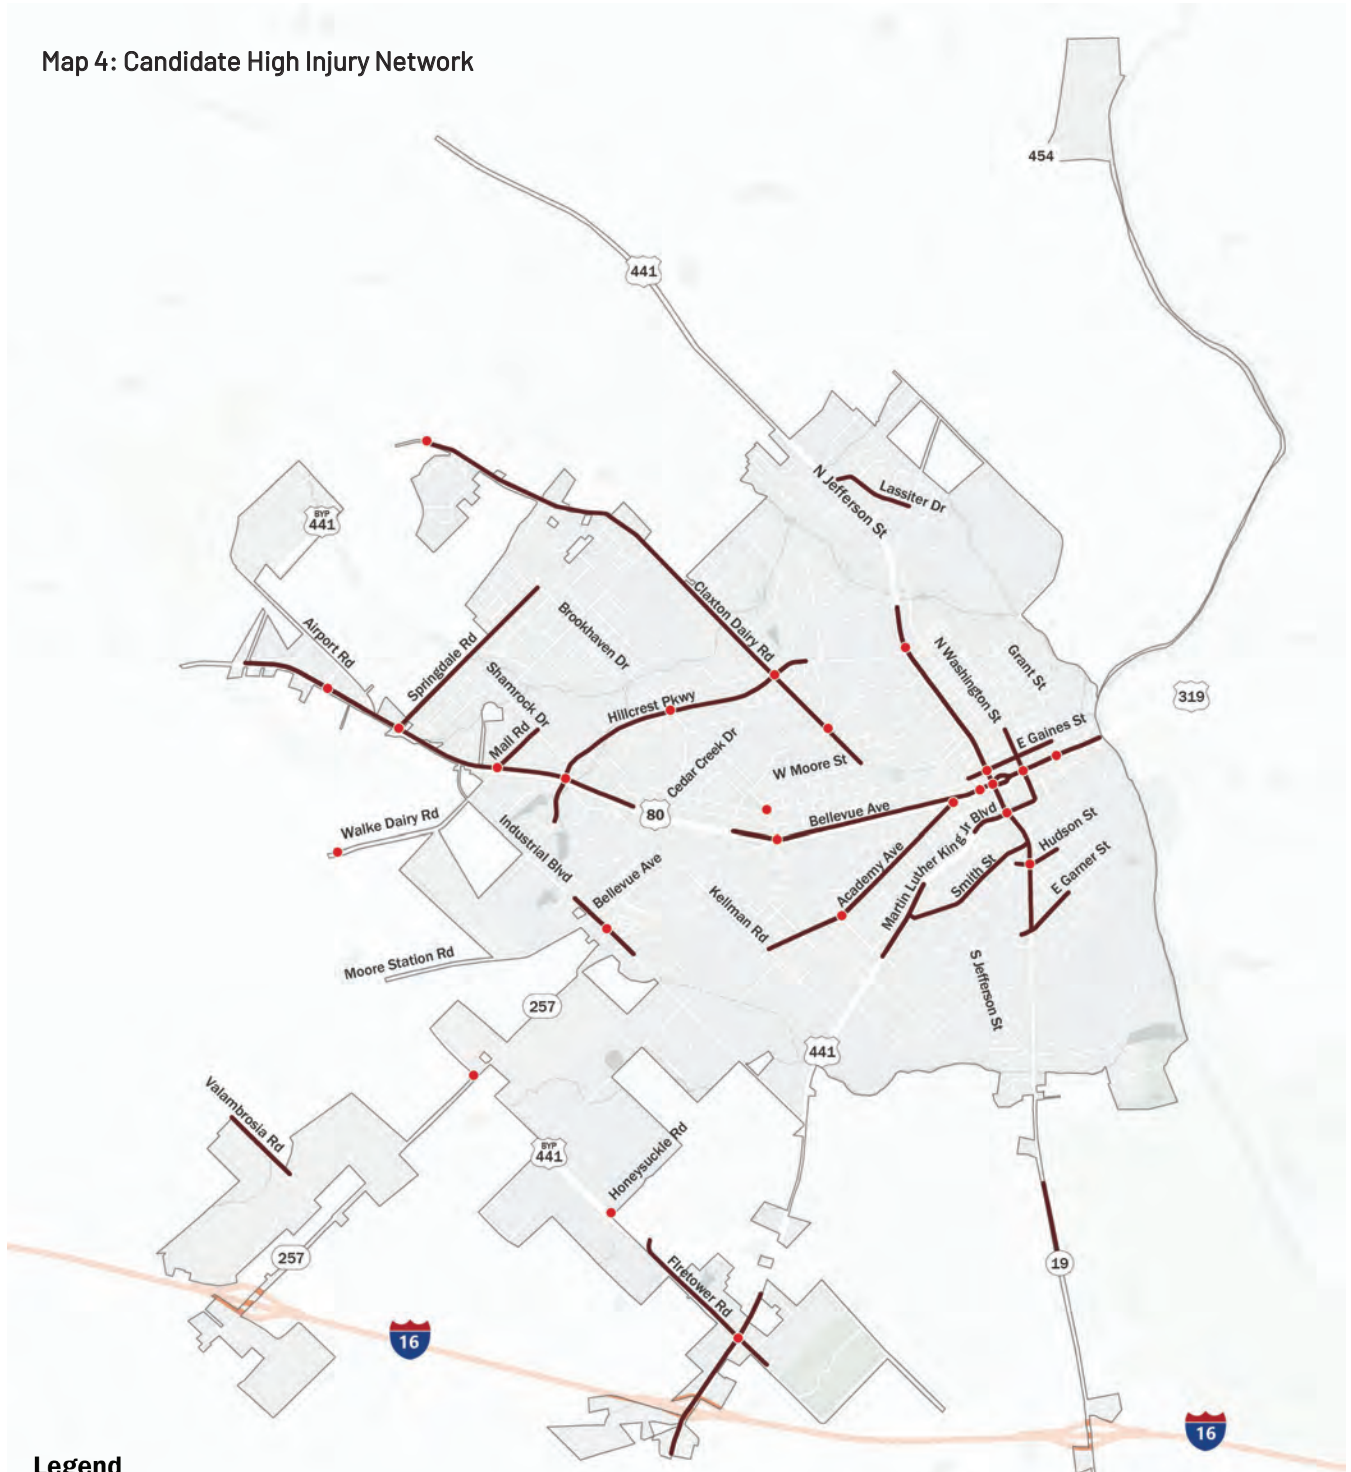 Map 4: Candidate High Injury Network
454
441
N Jefferson St
Lassiter Dr
BYP
441
Claxton Dairy Rd
Brookhaven Dr
Airport Rd
Springdale Rd
Shamrock Dr
Mall Rd
Hillcrest Pkwy
N Washington St
Grant St
319
E Gaines St
Cedar Creek Dr
W Moore St
80
Bellevue Ave
Walke Dairy Rd
Industrial Blvd
Bellevue Ave
Kellman Rd
Academy Ave
Martin Luther King Jr Blvd
Smith St
Hudson St
E Garner St
Moore Station Rd
257
S Jefferson St
441
Valambrosia Rd
BYP
441
Honeysuckle Rd
257
Firetower Rd
19
16
16
Legend